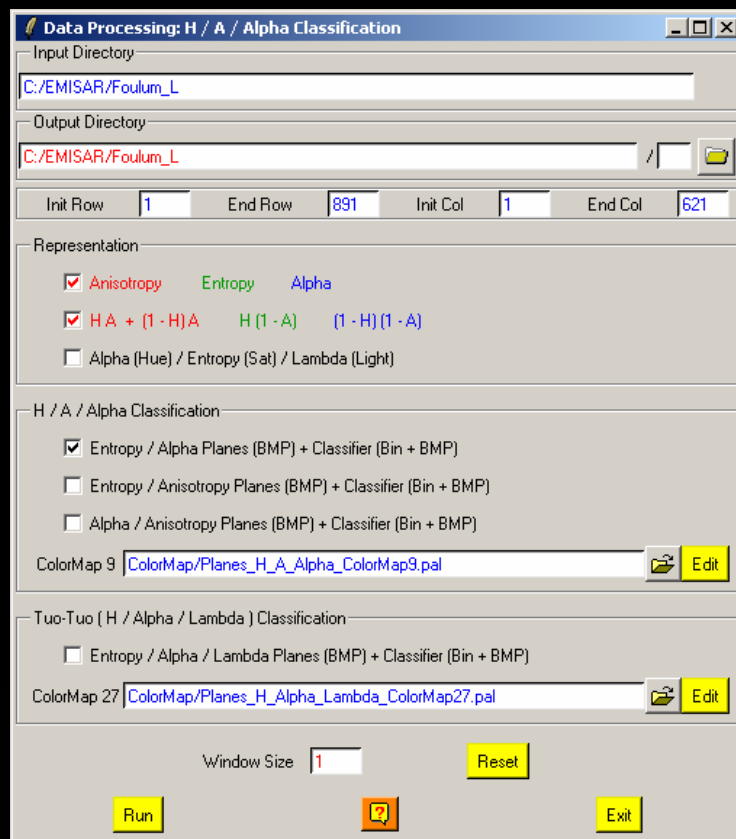 Data Processing: H / A / Alpha Classification
Input Directory
C:/EMISAR/Foulum_L
Output Directory
C:/EMISAR/Foulum_L /
Init Row 1 End Row 891 Init Col 1 End Col 621
Representation
Anisotropy Entropy Alpha
H A + (1 - H) A H (1 - A) (1 - H) (1 - A)
Alpha (Hue) / Entropy (Sat) / Lambda (Light)
H / A / Alpha Classification
Entropy / Alpha Planes (BMP) + Classifier (Bin + BMP)
Entropy / Anisotropy Planes (BMP) + Classifier (Bin + BMP)
Alpha / Anisotropy Planes (BMP) + Classifier (Bin + BMP)
ColorMap 9 ColorMap/Planes_H_A_Alpha_ColorMap9.pal Edit
Tuo-Tuo ( H / Alpha / Lambda ) Classification
Entropy / Alpha / Lambda Planes (BMP) + Classifier (Bin + BMP)
ColorMap 27 ColorMap/Planes_H_Alpha_Lambda_ColorMap27.pal Edit
Window Size 1 Reset
Run ? Exit